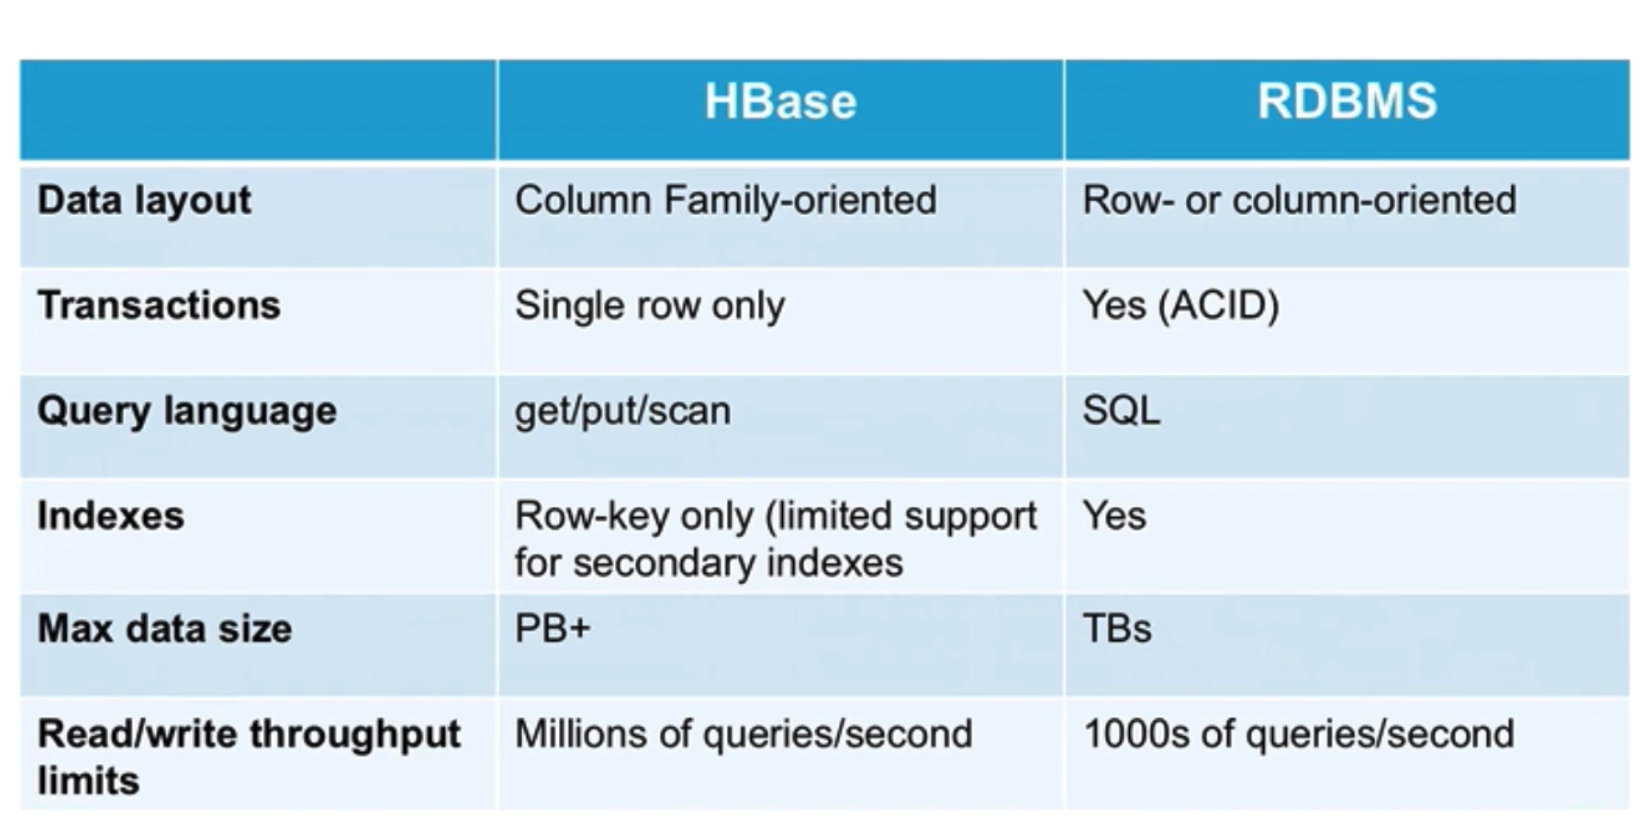 HBase RDBMS
Data layout Column Family-oriented Row- or column-oriented
Transactions Single row only Yes (ACID)
Query language get/put/scan SQL
Indexes Row-key only (limited support Yes
for secondary indexes
Max data size PB+ TBs
Read/write throughput Millions of queries/second 1000s of queries/second
limits